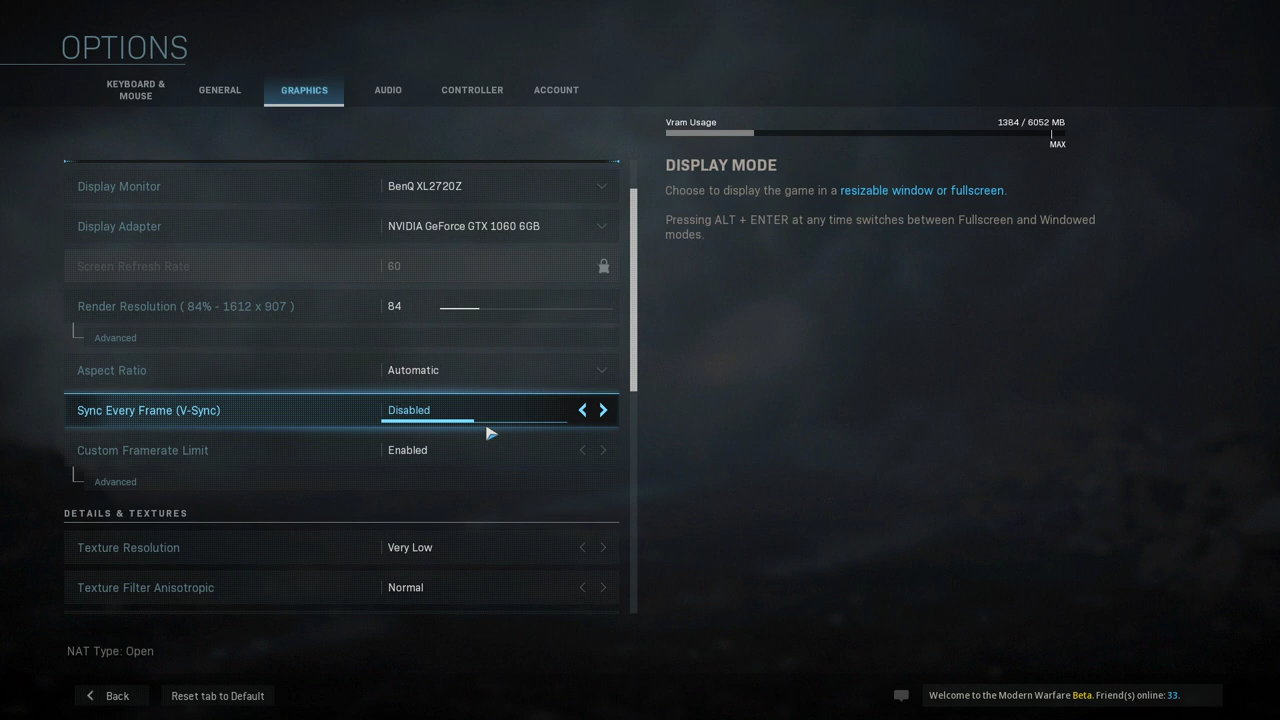 OPTIONS
KEYBOARD &
MOUSE
GENERAL
GRAPHICS
AUDIO
CONTROLLER
ACCOUNT
Vram Usage
1384 / 6052 MB
MAX
DISPLAY MODE
Choose to display the game in a resizable window or fullscreen.
Pressing ALT + ENTER at any time switches between Fullscreen and Windowed
modes.
Display Monitor
BenQ XL2720Z
Display Adapter
NVIDIA GeForce GTX 1060 6GB
Screen Refresh Rate
60
Render Resolution ( 84% - 1612 x 907 )
84
Advanced
Aspect Ratio
Automatic
Sync Every Frame (V-Sync)
Disabled
Custom Framerate Limit
Enabled
Advanced
DETAILS & TEXTURES
Texture Resolution
Very Low
Texture Filter Anisotropic
Normal
NAT Type: Open
Back
Reset tab to Default
Welcome to the Modern Warfare Beta. Friend(s) online: 33.